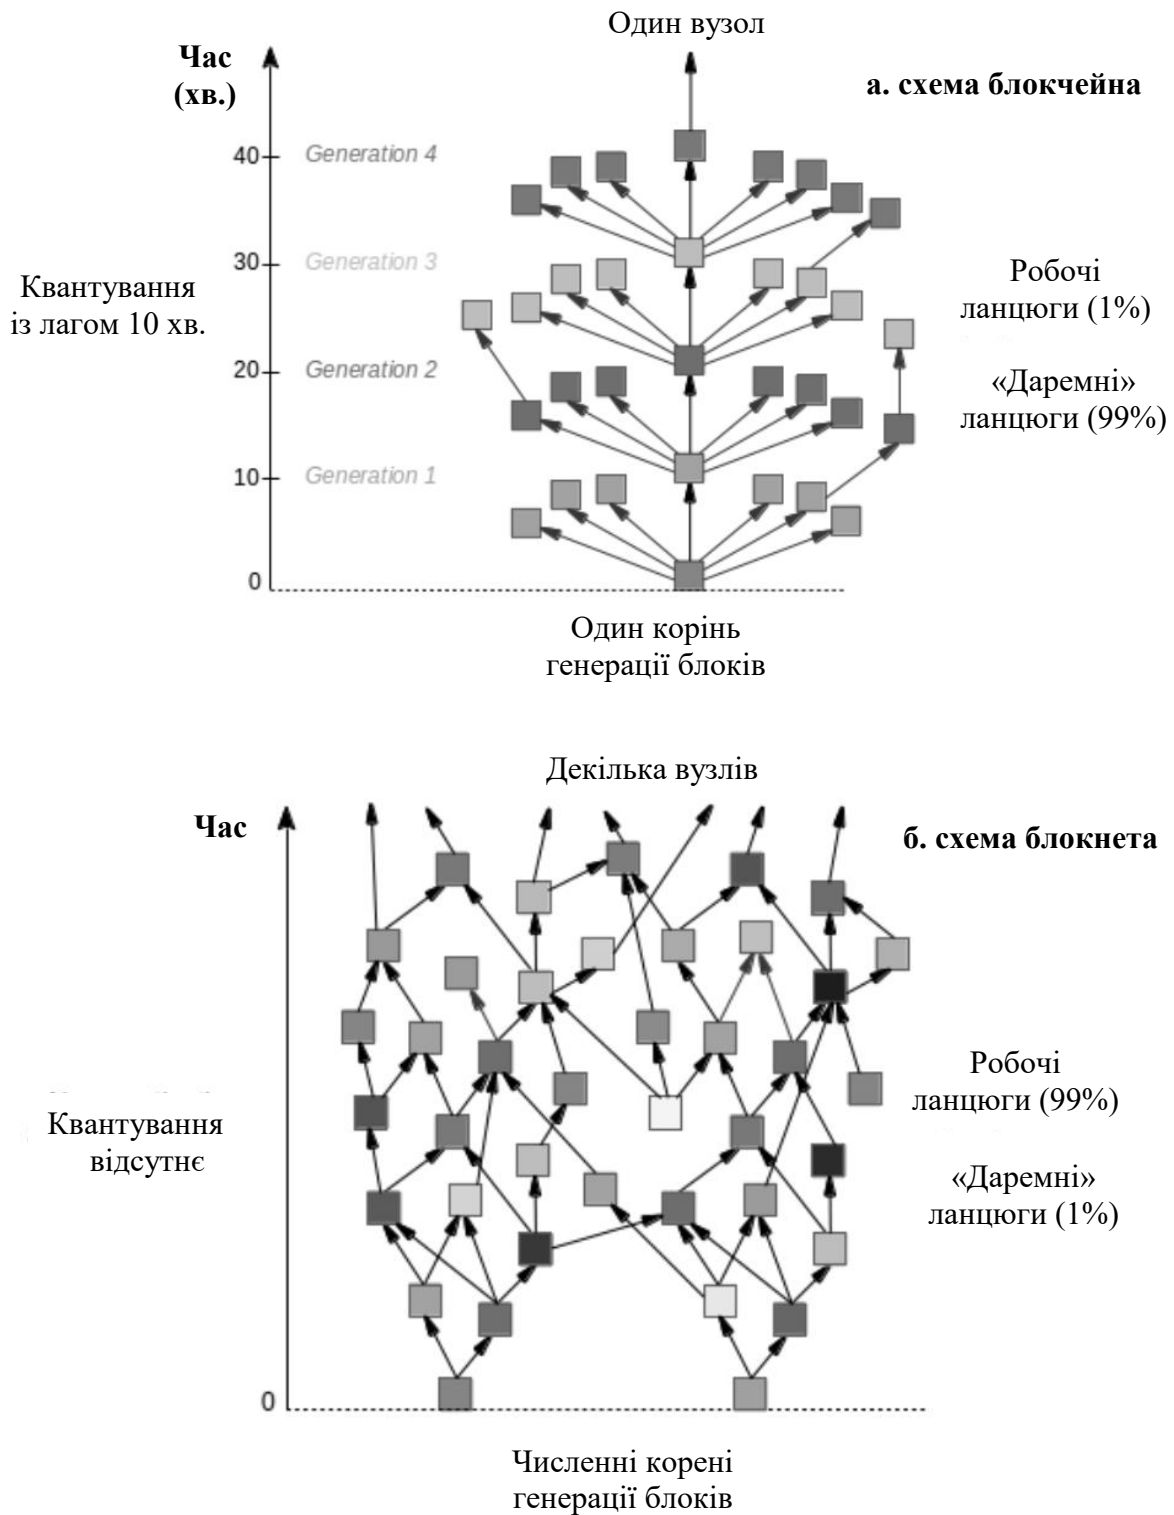 Один вузол
Час
(хв.)
а. схема блокчейна
40
Generation 4
30
Generation 3
Квантування
із лагом 10 хв.
Робочі
ланцюги (1%)
20
Generation 2
«Даремні»
ланцюги (99%)
10
Generation 1
0
Один корінь
генерації блоків
Декілька вузлів
Час
б. схема блокнета
Квантування
відсутнє
Робочі
ланцюги (99%)
«Даремні»
ланцюги (1%)
0
Численні корені
генерації блоків